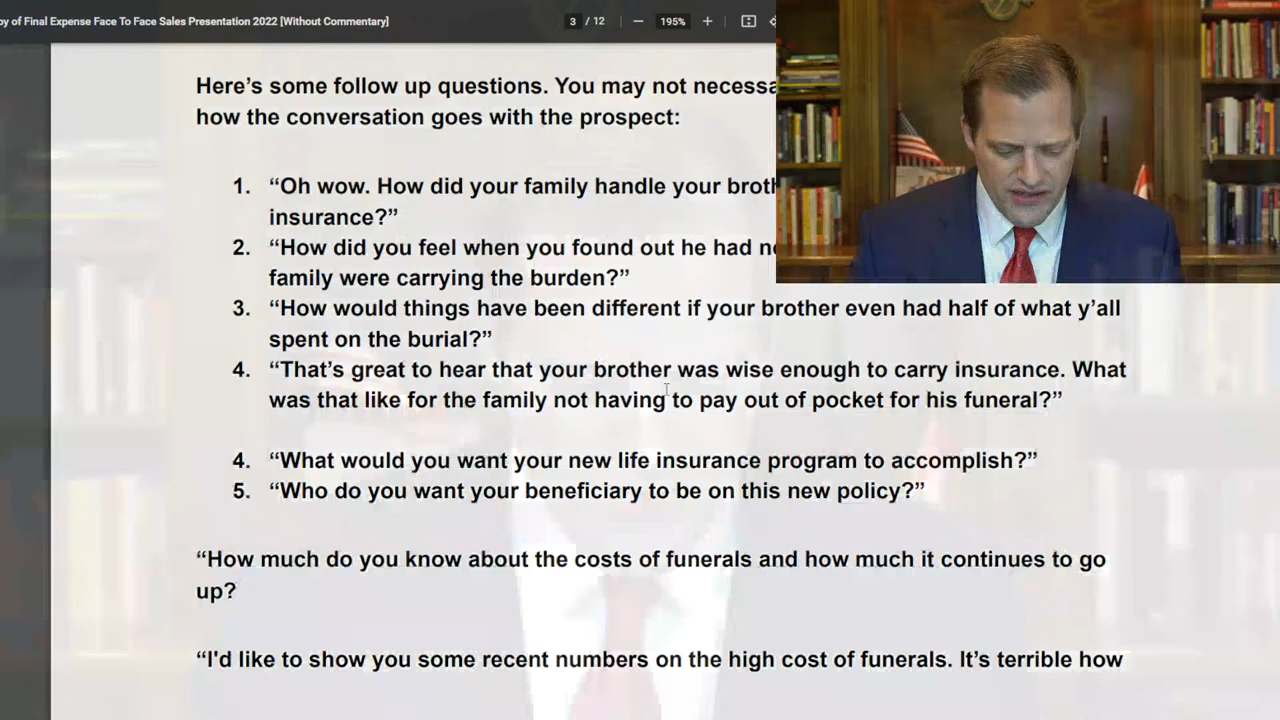 py of Final Expense Face To Face Sales Presentation 2022 [Without Commentary]
3 / 12
195%
Here’s some follow up questions. You may not
how the conversation goes with the prospect:
1. “Oh wow. How did your family handle your
insurance?”
2. “How did you feel when you found out he had
family were carrying the burden?”
3. “How would things have been different if your brother even had half of what y’all
spent on the burial?”
4. “That’s great to hear that your brother was wise enough to carry insurance. What
was that like for the family not having to pay out of pocket for his funeral?”
4. “What would you want your new life insurance program to accomplish?”
5. “Who do you want your beneficiary to be on this new policy?”
“How much do you know about the costs of funerals and how much it continues to go
up?
“I'd like to show you some recent numbers on the high cost of funerals. It’s terrible how